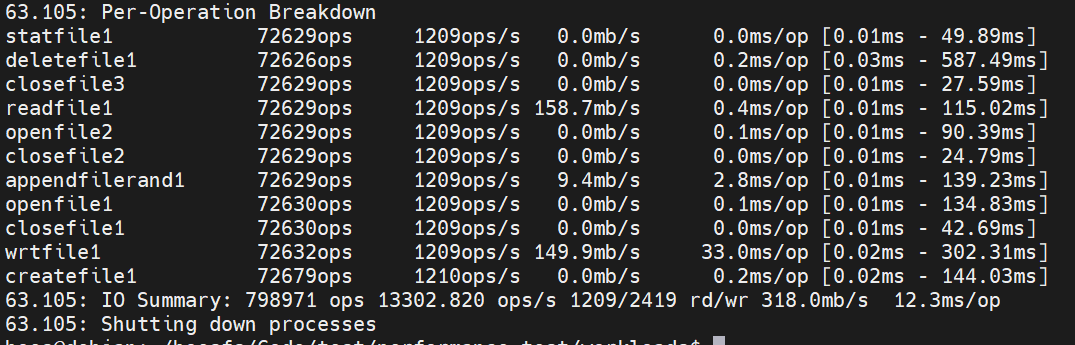 63.105: Per-Operation Breakdown
statfile1 72629ops 1209ops/s 0.0mb/s 0.0ms/op [0.01ms - 49.89ms]
deletefile1 72626ops 1209ops/s 0.0mb/s 0.2ms/op [0.03ms - 587.49ms]
closefile3 72629ops 1209ops/s 0.0mb/s 0.0ms/op [0.01ms - 27.59ms]
readfile1 72629ops 1209ops/s 158.7mb/s 0.4ms/op [0.01ms - 115.02ms]
openfile2 72629ops 1209ops/s 0.0mb/s 0.1ms/op [0.01ms - 90.39ms]
closefile2 72629ops 1209ops/s 0.0mb/s 0.0ms/op [0.01ms - 24.79ms]
appendfilerand1 72629ops 1209ops/s 9.4mb/s 2.8ms/op [0.01ms - 139.23ms]
openfile1 72630ops 1209ops/s 0.0mb/s 0.1ms/op [0.01ms - 134.83ms]
closefile1 72630ops 1209ops/s 0.0mb/s 0.0ms/op [0.01ms - 42.69ms]
wrtfile1 72632ops 1209ops/s 149.9mb/s 33.0ms/op [0.02ms - 302.31ms]
createfile1 72679ops 1210ops/s 0.0mb/s 0.2ms/op [0.02ms - 144.03ms]
63.105: IO Summary: 798971 ops 13302.820 ops/s 1209/2419 rd/wr 318.0mb/s 12.3ms/op
63.105: Shutting down processes